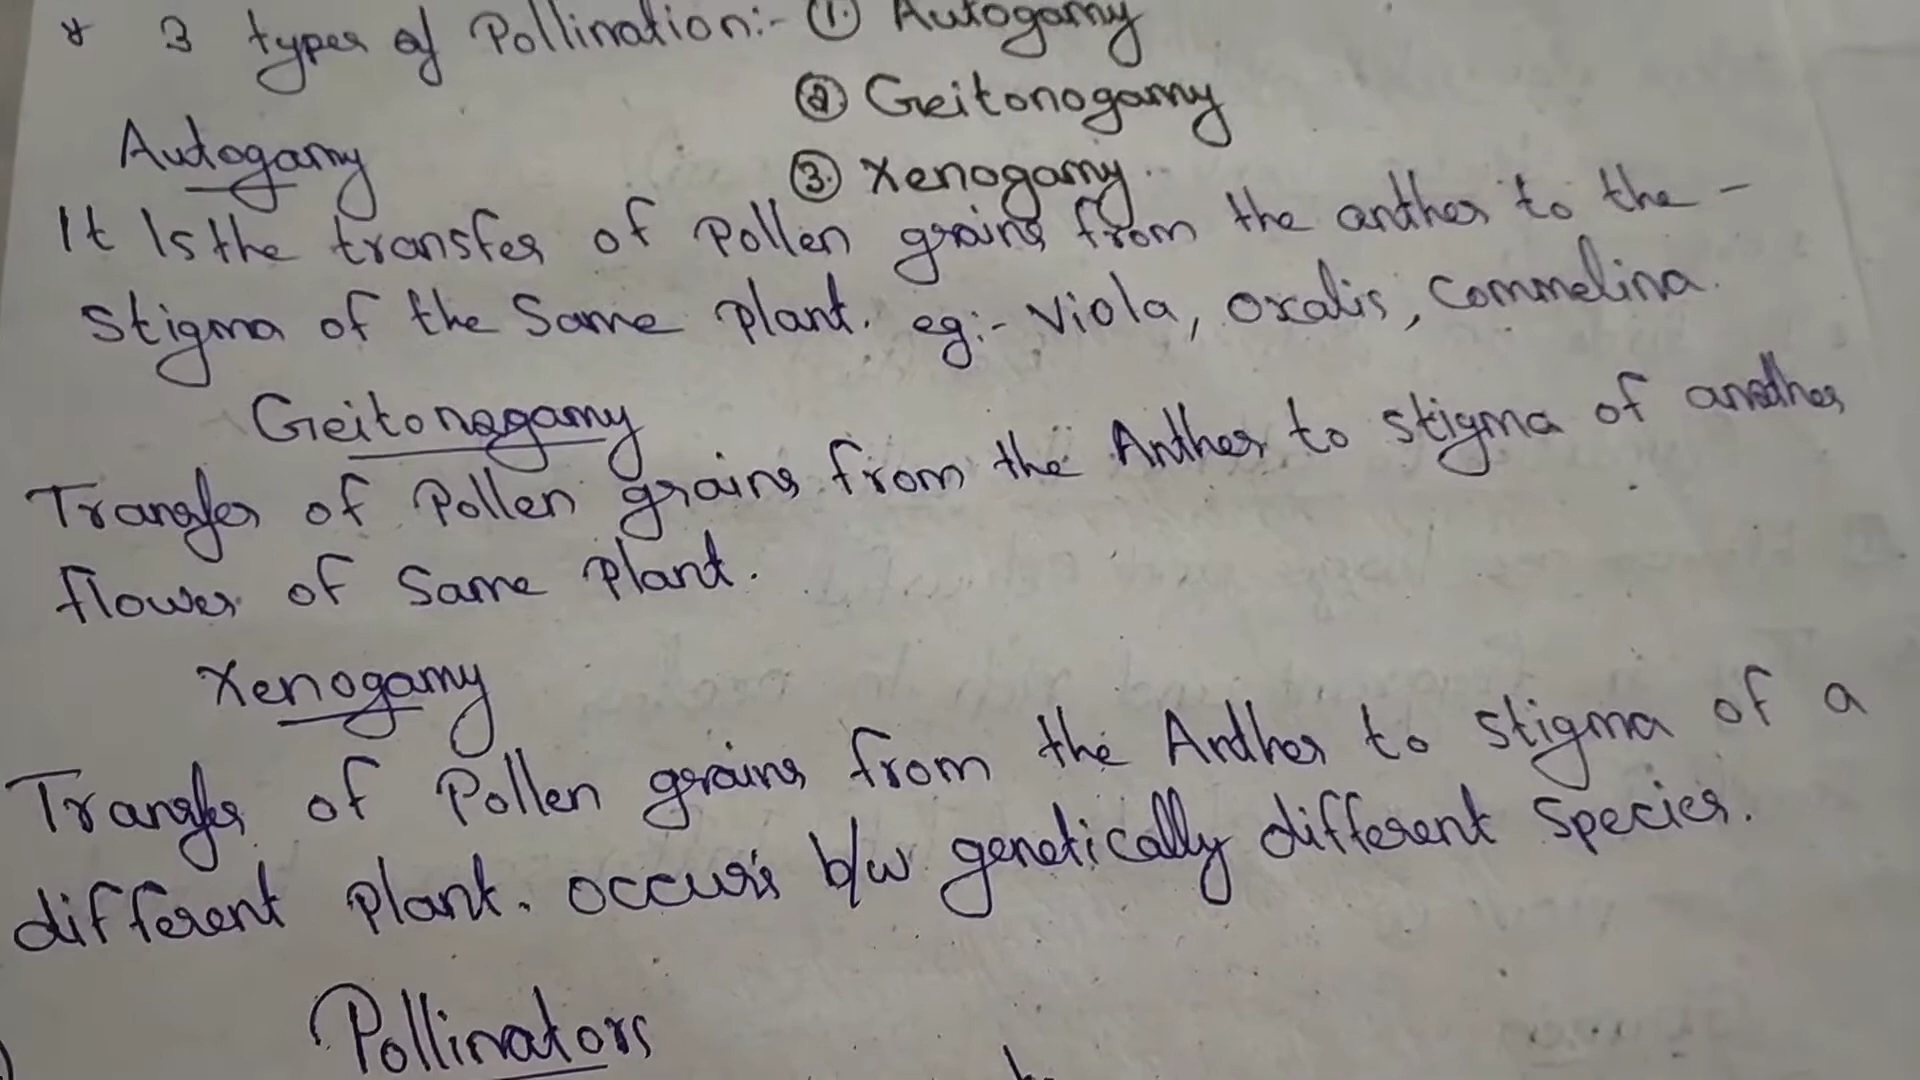 * 3 types of Pollination:- ① Autogamy
② Geitonogamy
③ Xenogamy
Autogamy
It Is the transfer of Pollen grains from the anther to the -
Stigma of the Same Plant. eg:- Viola, Oxalis, Commelina.
Geitonogamy
Transfer of Pollen grains from the Anther to stigma of another
flower of Same Plant.
Xenogamy
Transfer of Pollen grains from the Anther to Stigma of a
different Plant. occurs b/w genetically different Species.
Pollinators